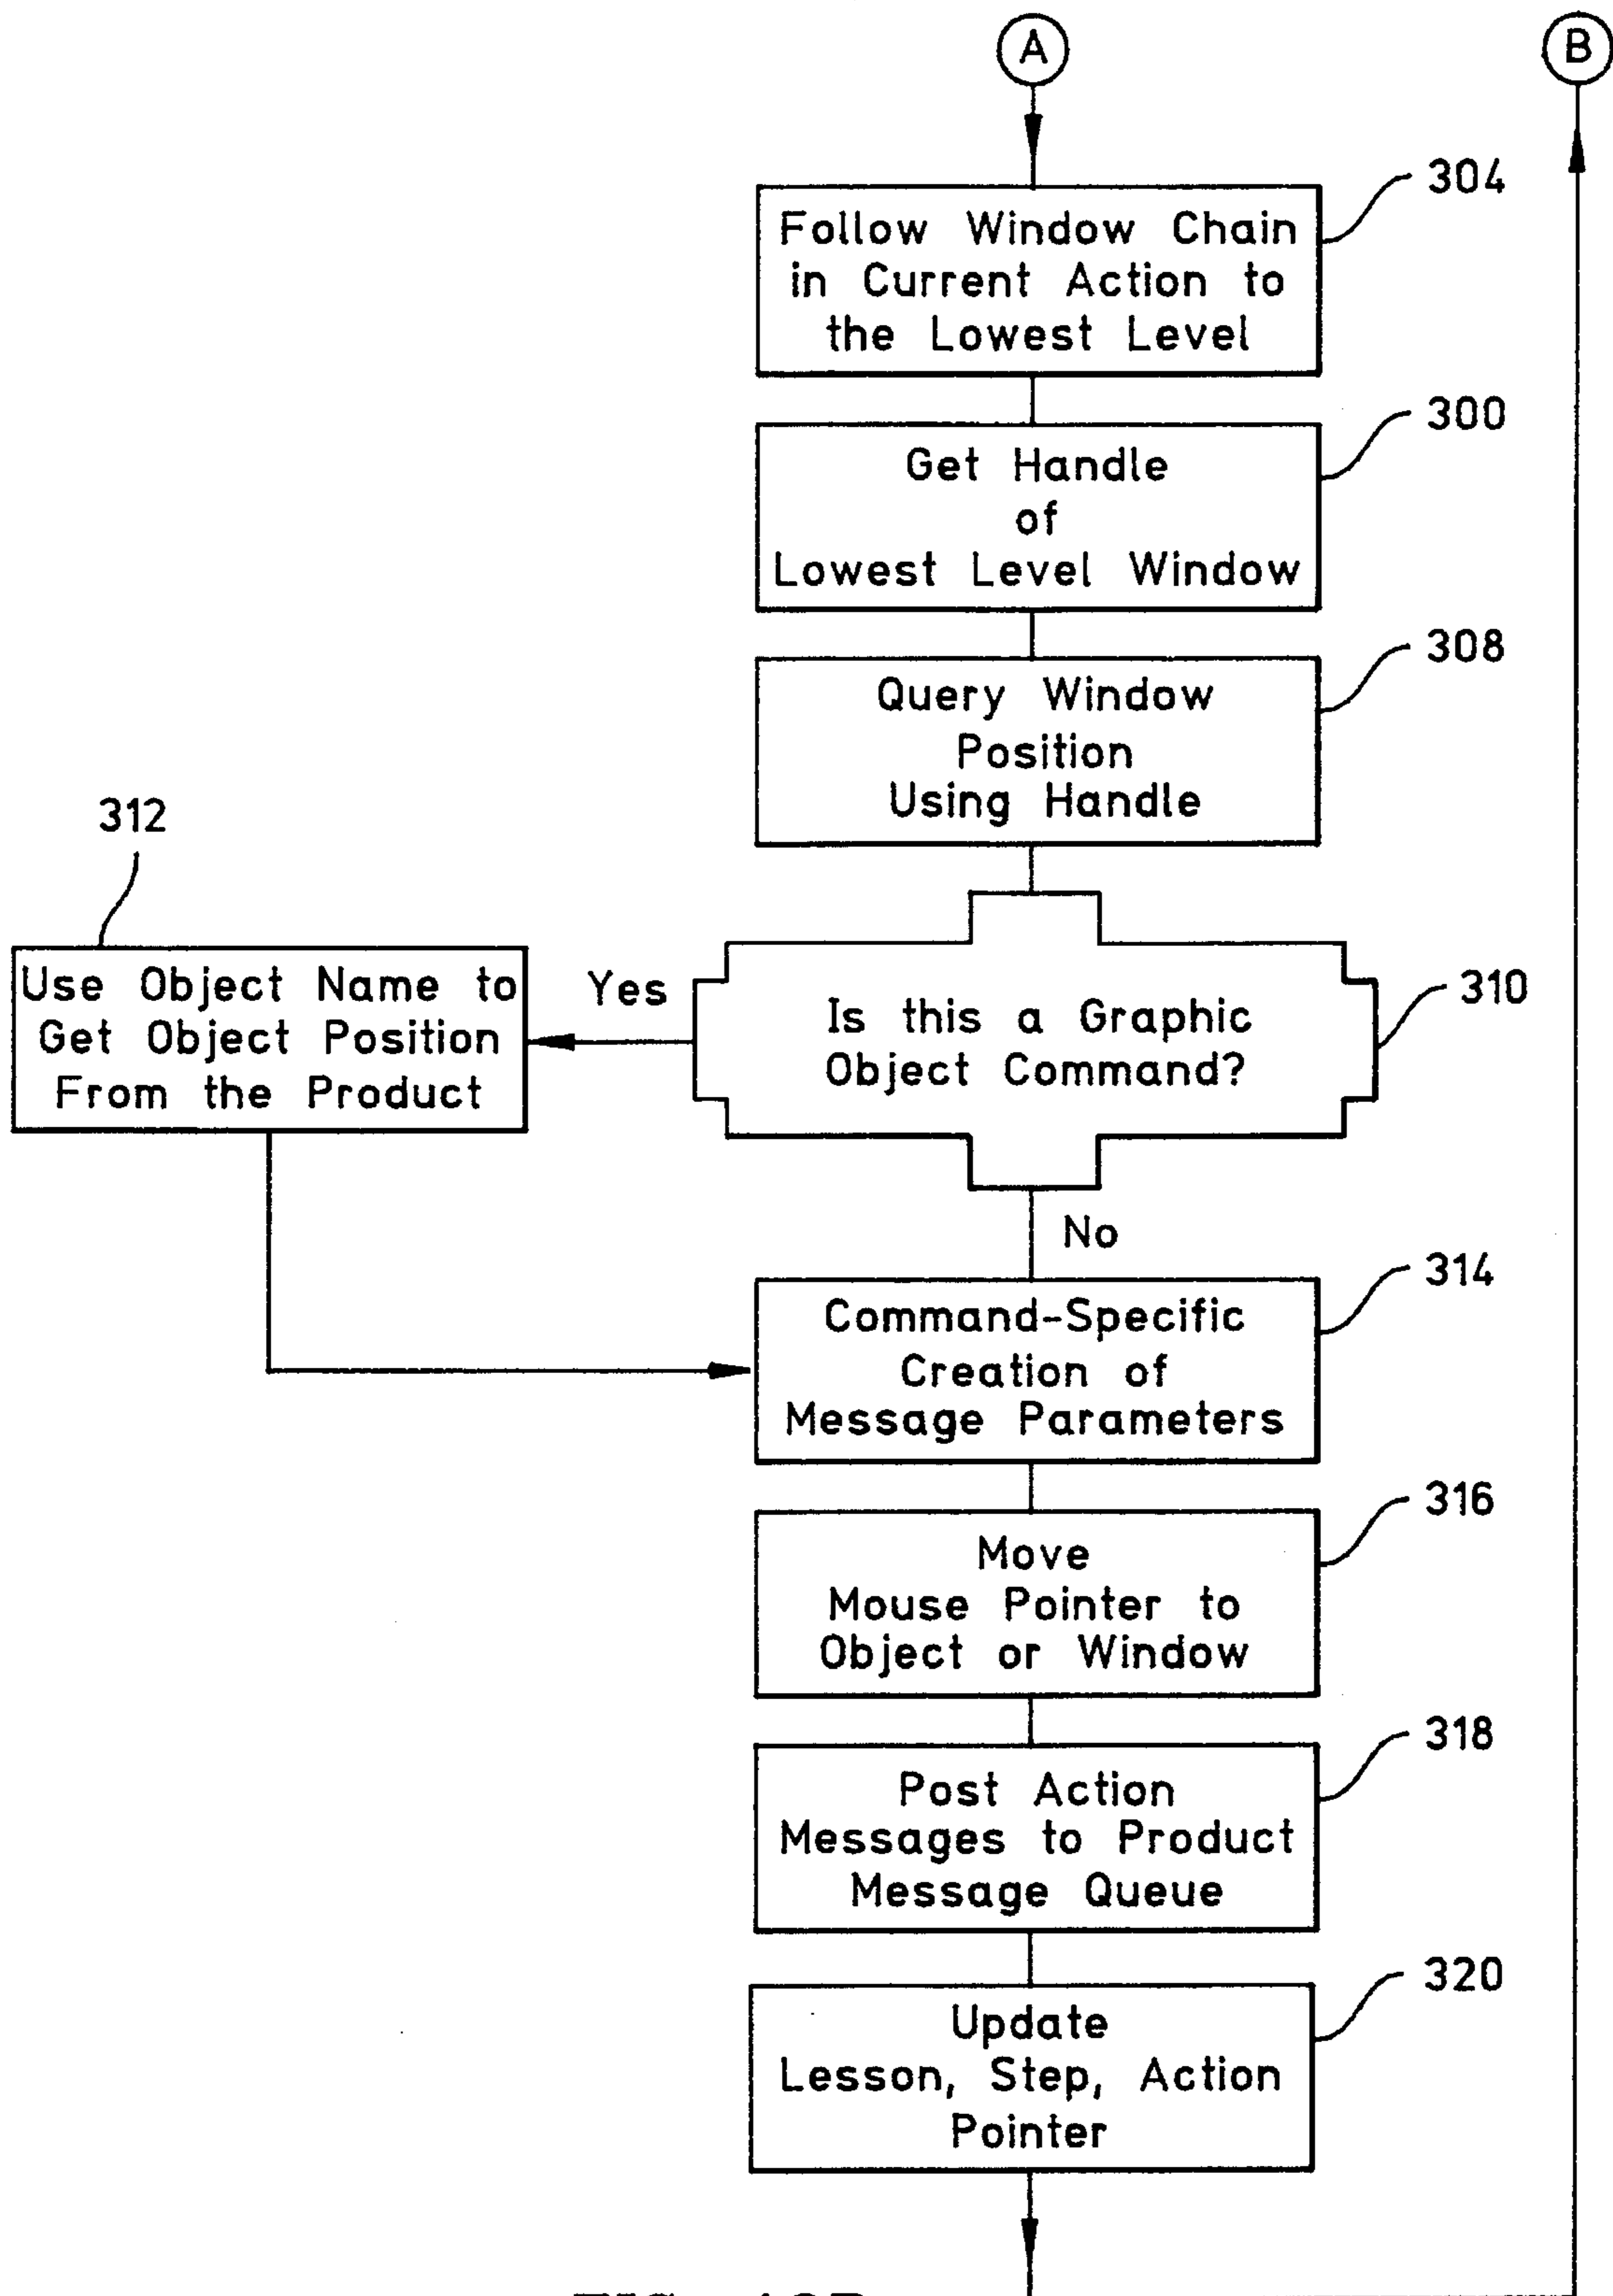 A
B
304
Follow Window Chain
in Current Action to
the Lowest Level
300
Get Handle
of
Lowest Level Window
308
Query Window
Position
Using Handle
312
Use Object Name to
Get Object Position
From the Product
Yes
310
Is this a Graphic
Object Command?
No
314
Command-Specific
Creation of
Message Parameters
316
Move
Mouse Pointer to
Object or Window
318
Post Action
Messages to Product
Message Queue
320
Update
Lesson, Step, Action
Pointer